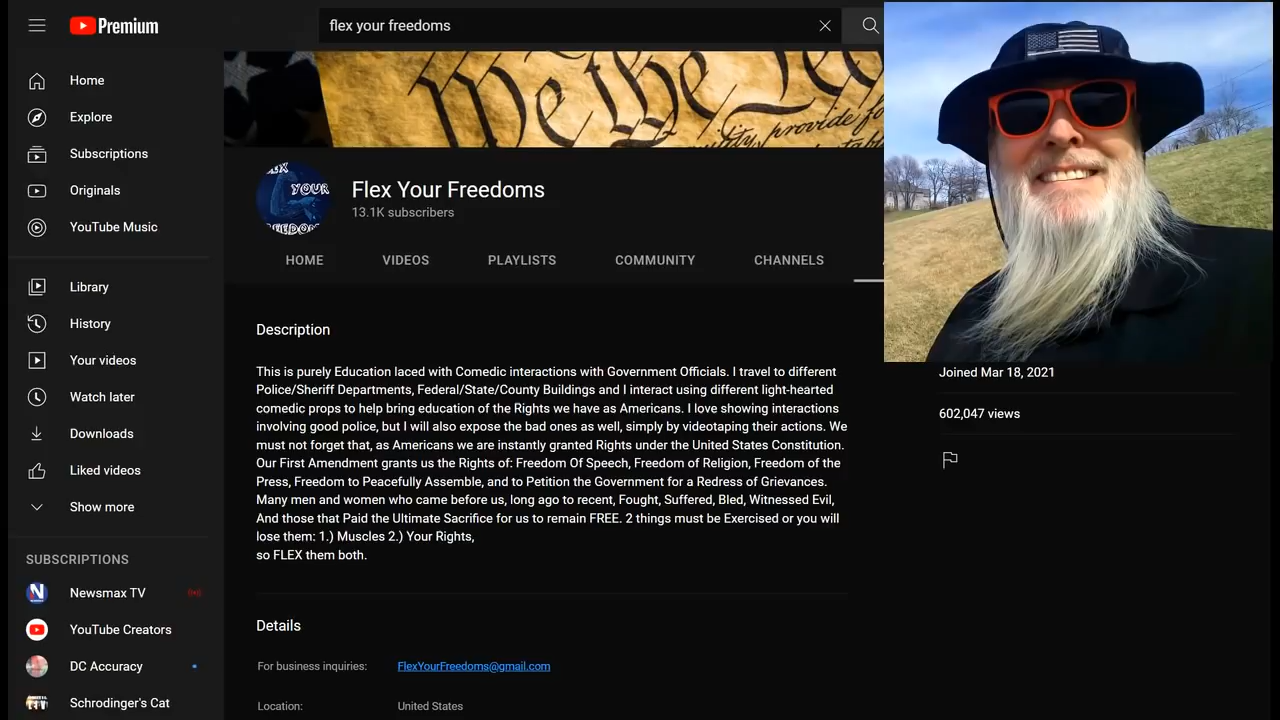 Premium
flex your freedoms
Home
Explore
Subscriptions
Originals
YouTube Music
Library
History
Your videos
Watch later
Downloads
Liked videos
Show more
SUBSCRIPTIONS
Newsmax TV
YouTube Creators
DC Accuracy
Schrodinger's Cat
We the Peo
provide fo
YOUR
Flex Your Freedoms
13.1K subscribers
HOME VIDEOS PLAYLISTS COMMUNITY CHANNELS
Description
This is purely Education laced with Comedic interactions with Government Officials. I travel to different
Police/Sheriff Departments, Federal/State/County Buildings and I interact using different light-hearted
comedic props to help bring education of the Rights we have as Americans. I love showing interactions
involving good police, but I will also expose the bad ones as well, simply by videotaping their actions. We
must not forget that, as Americans we are instantly granted Rights under the United States Constitution.
Our First Amendment grants us the Rights of: Freedom Of Speech, Freedom of Religion, Freedom of the
Press, Freedom to Peacefully Assemble, and to Petition the Government for a Redress of Grievances.
Many men and women who came before us, long ago to recent, Fought, Suffered, Bled, Witnessed Evil,
And those that Paid the Ultimate Sacrifice for us to remain FREE. 2 things must be Exercised or you will
lose them: 1.) Muscles 2.) Your Rights,
so FLEX them both.
Details
For business inquiries: FlexYourFreedoms@gmail.com
Location: United States
Joined Mar 18, 2021
602,047 views